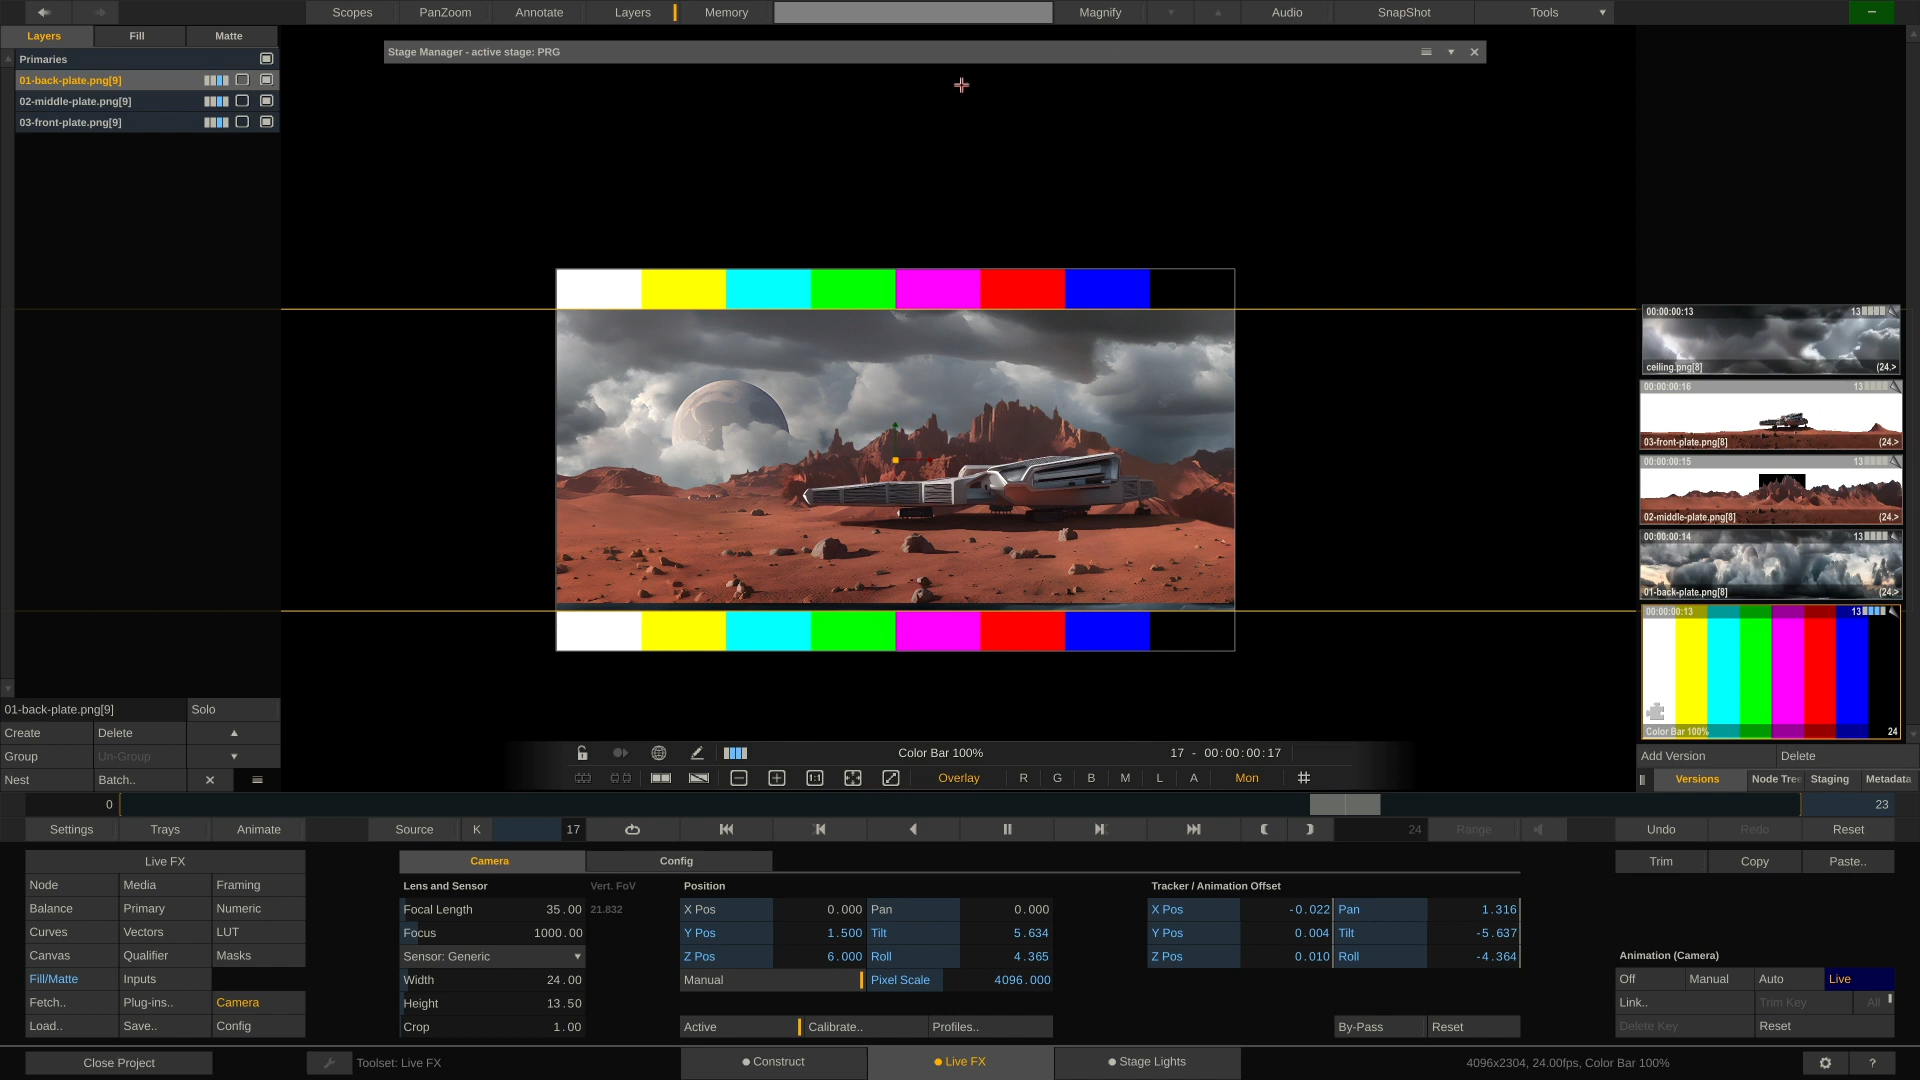 Scopes PanZoom Annotate Layers Memory Magnify Audio SnapShot Tools
Layers Fill Matte
Stage Manager - active stage: PRG
Primaries
01-back-plate.png[9]
02-middle-plate.png[9]
03-front-plate.png[9]
00:00:00:13 13
ceiling.png[8] (24.>
00:00:00:16 13
03-front-plate.png[8] (24.>
00:00:00:15 13
02-middle-plate.png[8] (24.>
00:00:00:14 13
01-back-plate.png[8] (24.>
00:00:00:13 13
Color Bar 100% 24
01-back-plate.png[9] Solo
Create Delete
Group Un-Group
Nest Batch..
Color Bar 100% 17 - 00:00:00:17
1:1 Overlay R G B M L A Mon
Add Version Delete
Versions Node Tree Staging Metadata
0 23
Settings Trays Animate Source K 17 24 Range Undo Redo Reset
Live FX Camera Config Trim Copy Paste..
Node Media Framing
Balance Primary Numeric
Curves Vectors LUT
Canvas Qualifier Masks
Fill/Matte Inputs
Fetch.. Plug-ins.. Camera
Load.. Save.. Config
Lens and Sensor Vert. FoV
Focal Length 35.00 21.832
Focus 1000.00
Sensor: Generic
Width 24.00
Height 13.50
Crop 1.00
Position
X Pos 0.000 Pan 0.000
Y Pos 1.500 Tilt 5.634
Z Pos 6.000 Roll 4.365
Manual Pixel Scale 4096.000
Active Calibrate.. Profiles..
Tracker / Animation Offset
X Pos -0.022 Pan 1.316
Y Pos 0.004 Tilt -5.637
Z Pos 0.010 Roll -4.364
By-Pass Reset
Animation (Camera)
Off Manual Auto Live
Link.. Trim Key All
Delete Key Reset
Close Project Toolset: Live FX Construct Live FX Stage Lights 4096x2304, 24.00fps, Color Bar 100% ?